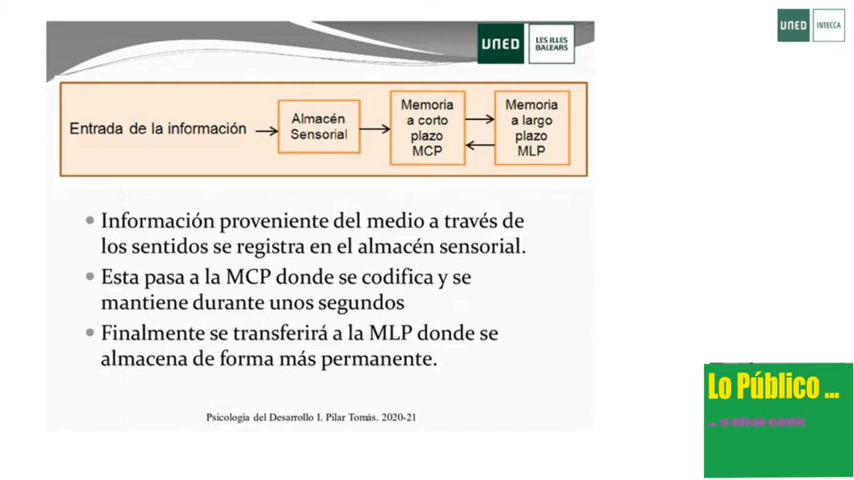 UNED
LES ILLES
BALEARS
UNED
INTECCA
Entrada de la información
Almacén
Sensorial
Memoria
a corto
plazo
MCP
Memoria
a largo
plazo
MLP
Información proveniente del medio a través de
los sentidos se registra en el almacén sensorial.
Esta pasa a la MCP donde se codifica y se
mantiene durante unos segundos
Finalmente se transferirá a la MLP donde se
almacena de forma más permanente.
Psicología del Desarrollo I. Pilar Tomás. 2020-21
Lo Público ...
.... se defiende